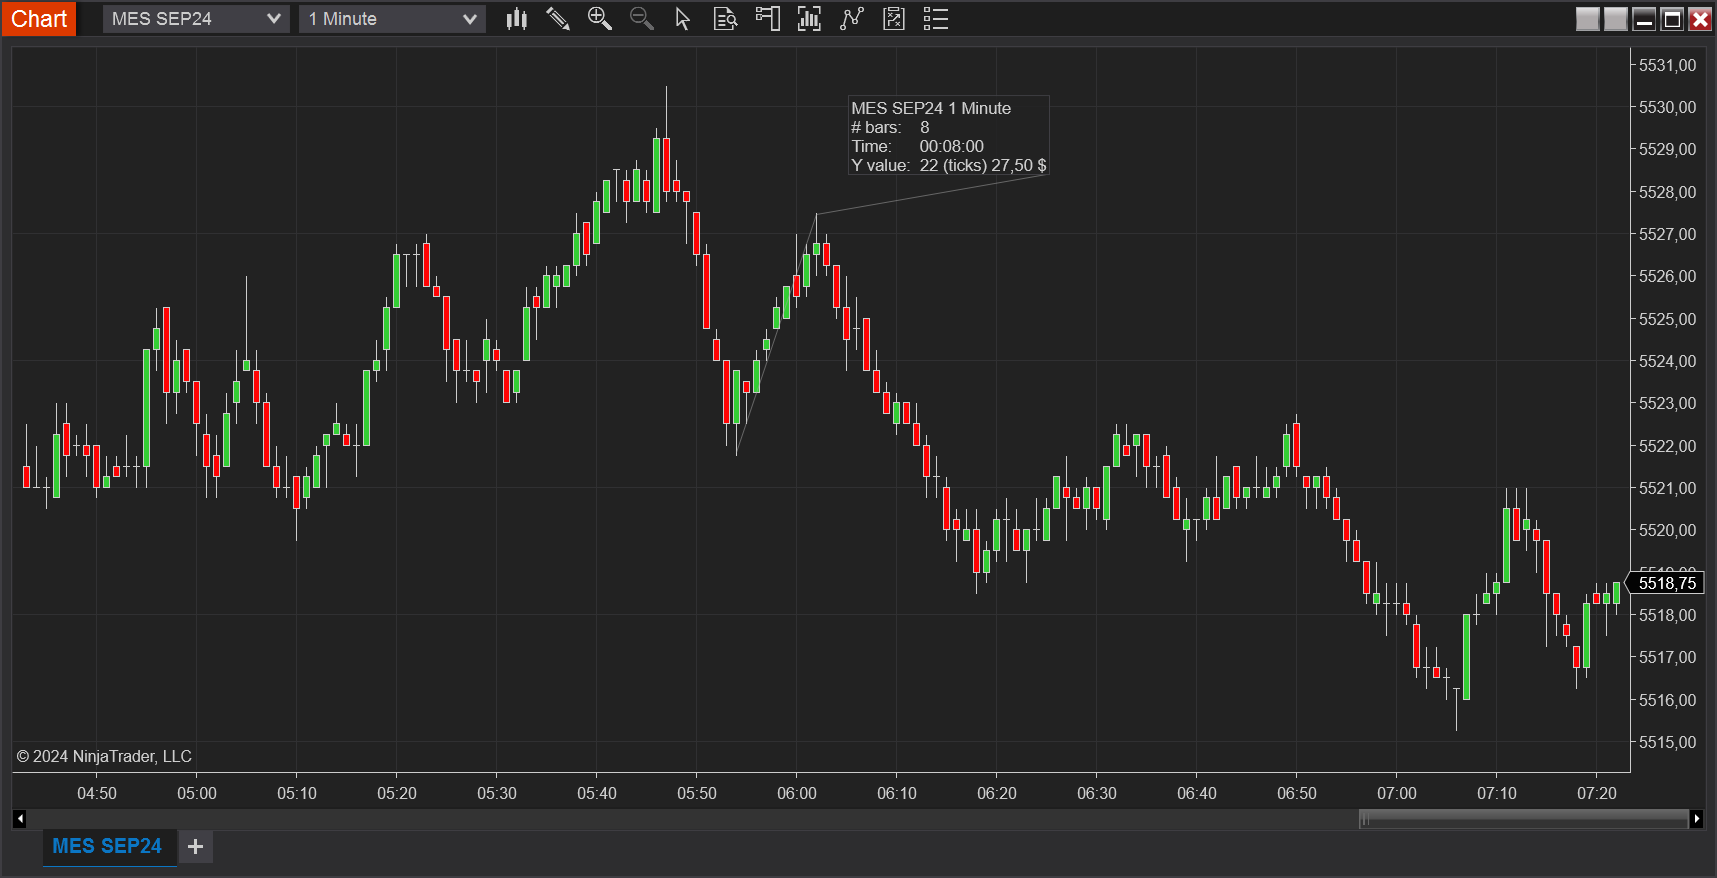 Chart MES SEP24 1 Minute
MES SEP24 1 Minute
# bars: 8
Time: 00:08:00
Y value: 22 (ticks) 27,50 $
5531,00
5530,00
5529,00
5528,00
5527,00
5526,00
5525,00
5524,00
5523,00
5522,00
5521,00
5520,00
5518,75
5518,00
5517,00
5516,00
5515,00
© 2024 NinjaTrader, LLC
04:50 05:00 05:10 05:20 05:30 05:40 05:50 06:00 06:10 06:20 06:30 06:40 06:50 07:00 07:10 07:20
MES SEP24 +